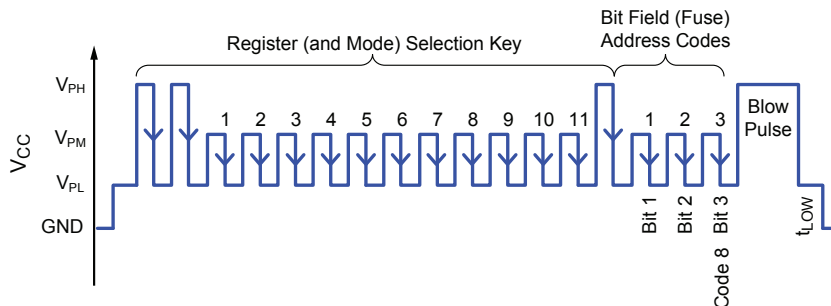 Bit Field (Fuse)
Address Codes
Register (and Mode) Selection Key
VCC
VPH
VPM
VPL
GND
1 2 3 4 5 6 7 8 9 10 11
1 2 3
Blow
Pulse
Bit 1
Bit 2
Bit 3
Code 8
tLOW